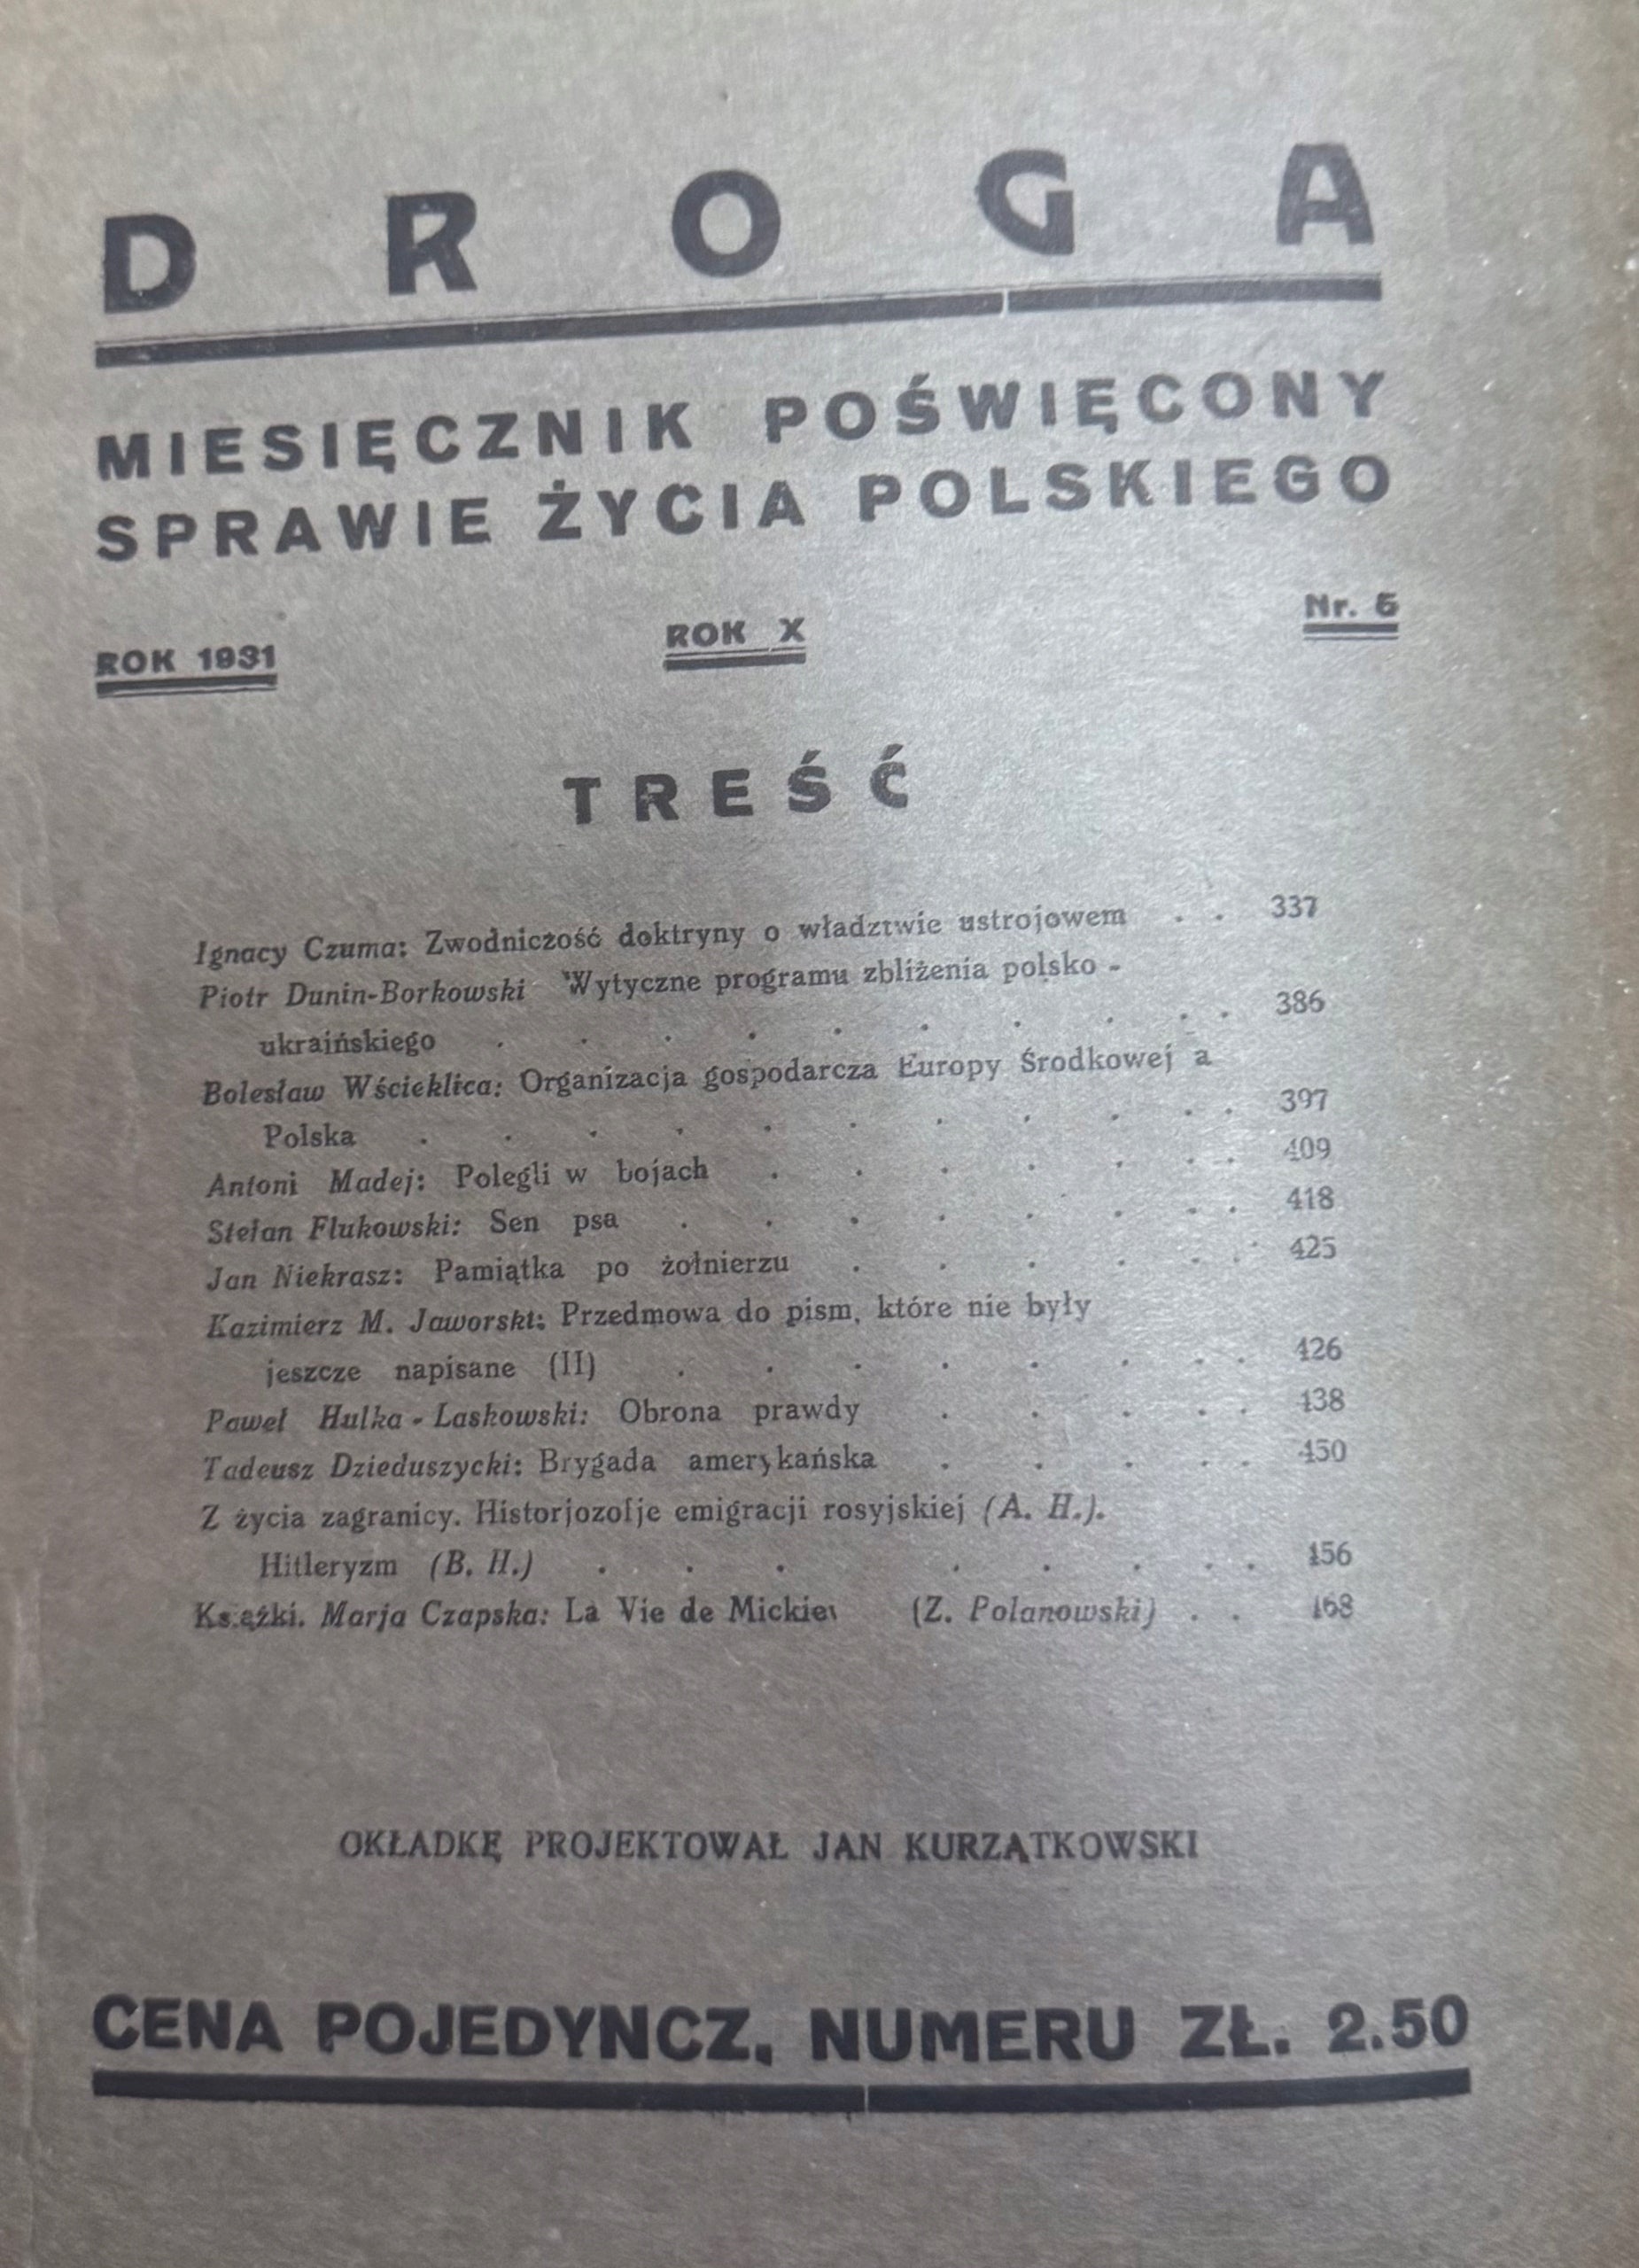 DROGA
MIESIĘCZNIK POŚWIĘCONY
SPRAWIE ŻYCIA POLSKIEGO
ROK 1931 ROK X Nr. 5
TREŚĆ
Ignacy Czuma: Zwodniczość doktryny o władztwie ustrojowem . . 337
Piotr Dunin-Borkowski Wytyczne programu zbliżenia polsko -
ukraińskiego . . . . . . . . . . 386
Bolesław Wścieklica: Organizacja gospodarcza Europy Środkowej a
Polska . . . . . . . . . . . 397
Antoni Madej: Polegli w bojach . . . . . . . 409
Stefan Flukowski: Sen psa . . . . . . . . 418
Jan Niekrasz: Pamiątka po żołnierzu . . . . . . 425
Kazimierz M. Jaworski: Przedmowa do pism, które nie były
jeszcze napisane (II) . . . . . . . . 426
Paweł Hulka-Laskowski: Obrona prawdy . . . . . 438
Tadeusz Dzieduszycki: Brygada amerykańska . . . . . 450
Z życia zagranicy. Historjozofje emigracji rosyjskiej (A. H.).
Hitleryzm (B. H.) . . . . . . . . 456
Książki. Marja Czapska: La Vie de (Z. Polanowski) . . 468
OKŁADKĘ PROJEKTOWAŁ JAN KURZĄTKOWSKI
CENA POJEDYNCZ. NUMERU ZŁ. 2.50